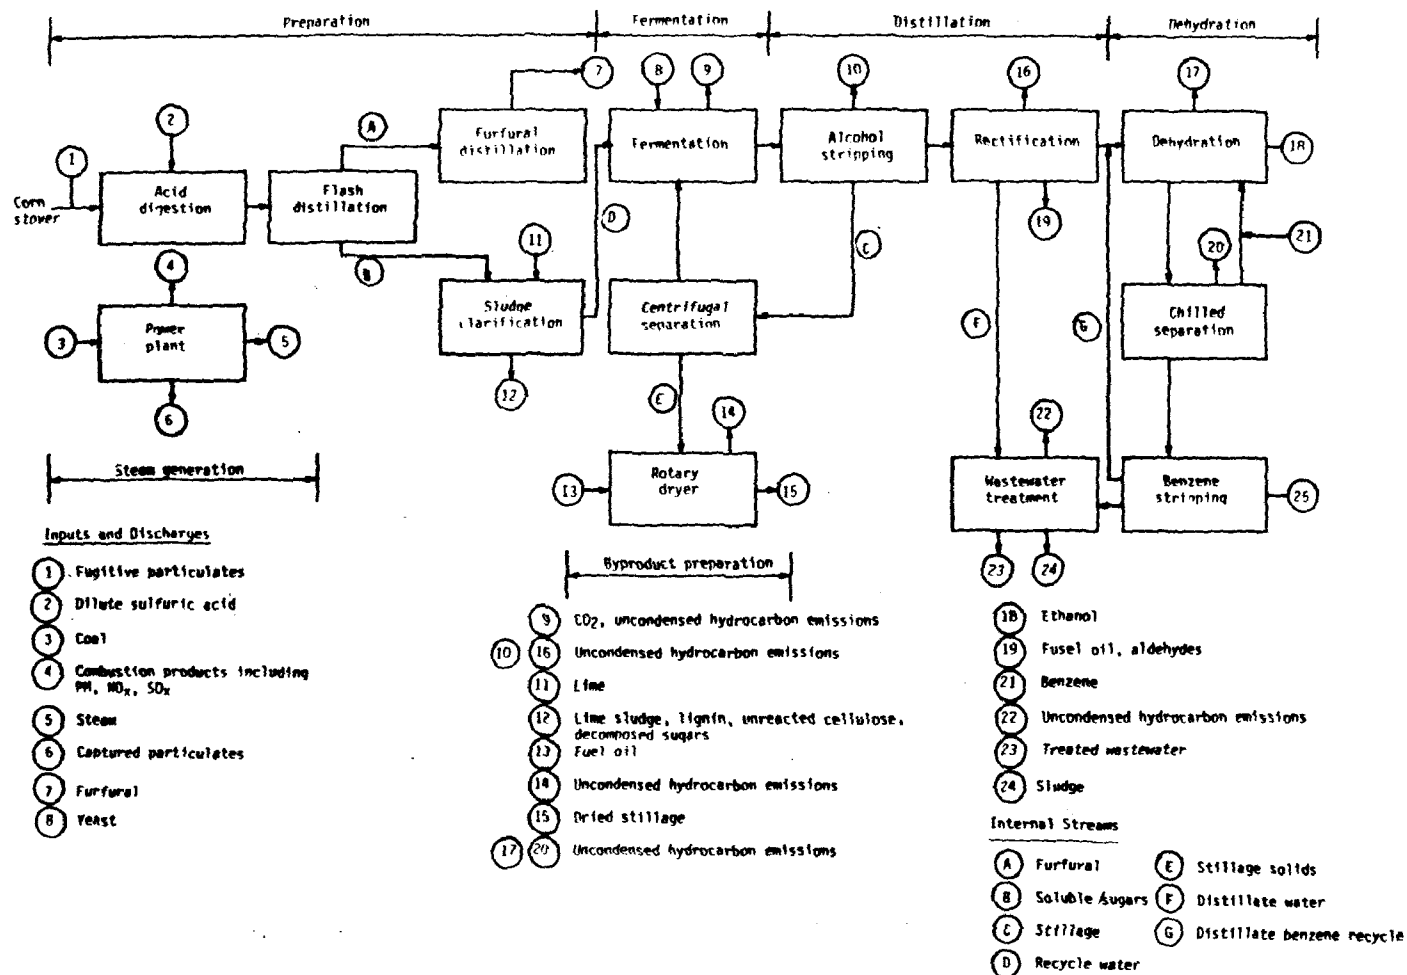 Preparation
Fermentation
Distillation
Dehydration
7
8
9
10
16
17
2
A
1
Furfural
distillation
Fermentation
Alcohol
stripping
Rectification
Dehydration
18
Corn
stover
Acid
digestion
Flash
distillation
D
11
C
19
20
21
4
B
3
Power
plant
5
Sludge
clarification
Centrifugal
separation
F
G
Chilled
separation
6
12
E
14
22
Steam generation
13
Rotary
dryer
15
Wastewater
treatment
Benzene
stripping
25
23
24
Inputs and Discharges
1 Fugitive particulates
2 Dilute sulfuric acid
3 Coal
4 Combustion products including
PM, NOx, SOx
5 Steam
6 Captured particulates
7 Furfural
8 Yeast
Byproduct preparation
9 CO2, uncondensed hydrocarbon emissions
10 16 Uncondensed hydrocarbon emissions
11 Lime
12 Lime sludge, lignin, unreacted cellulose,
decomposed sugars
13 Fuel oil
14 Uncondensed hydrocarbon emissions
15 Dried stillage
17 20 Uncondensed hydrocarbon emissions
18 Ethanol
19 Fusel oil, aldehydes
21 Benzene
22 Uncondensed hydrocarbon emissions
23 Treated wastewater
24 Sludge
Internal Streams
A Furfural
B Soluble sugars
C Stillage
D Recycle water
E Stillage solids
F Distillate water
G Distillate benzene recycle